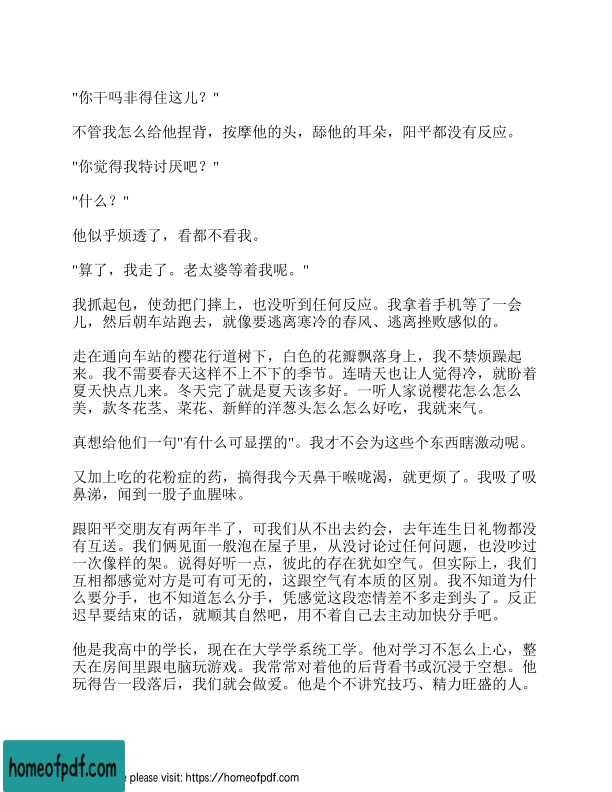 "你干吗非得住这儿？"
不管我怎么给他捏背，按摩他的头，舔他的耳朵，阳平都没有反应。
"你觉得我特讨厌吧？"
"什么？"
他似乎烦透了，看都不看我。
"算了，我走了。老太婆等着我呢。"
我抓起包，使劲把门摔上，也没听到任何反应。我拿着手机等了一会
儿，然后朝车站跑去，就像要逃离寒冷的春风、逃离挫败感似的。
走在通向车站的樱花行道树下，白色的花瓣飘落身上，我不禁烦躁起
来。我不需要春天这样不上不下的季节。连晴天也让人觉得冷，就盼着
夏天快点儿来。冬天完了就是夏天该多好。一听人家说樱花怎么怎么
美，款冬花茎、菜花、新鲜的洋葱头怎么怎么好吃，我就来气。
真想给他们一句"有什么可显摆的"。我才不会为这些个东西瞎激动呢。
又加上吃的花粉症的药，搞得我今天鼻干喉咙渴，就更烦了。我吸了吸
鼻涕，闻到一股子血腥味。
跟阳平交朋友有两年半了，可我们从不出去约会，去年连生日礼物都没
有互送。我们俩见面一般泡在屋子里，从没讨论过任何问题，也没吵过
一次像样的架。说得好听一点，彼此的存在犹如空气。但实际上，我们
互相都感觉对方是可有可无的，这跟空气有本质的区别。我不知道为什
么要分手，也不知道怎么分手，凭感觉这段恋情差不多走到头了。反正
迟早要结束的话，就顺其自然吧，用不着自己去主动加快分手吧。
他是我高中的学长，现在在大学学系统工学。他对学习不怎么上心，整
天在房间里跟电脑玩游戏。我常常对着他的后背看书或沉浸于空想。他
玩得告一段落后，我们就会做爱。他是个不讲究技巧、精力旺盛的人。
homeofpdf.com
e please visit: https://homeofpdf.com